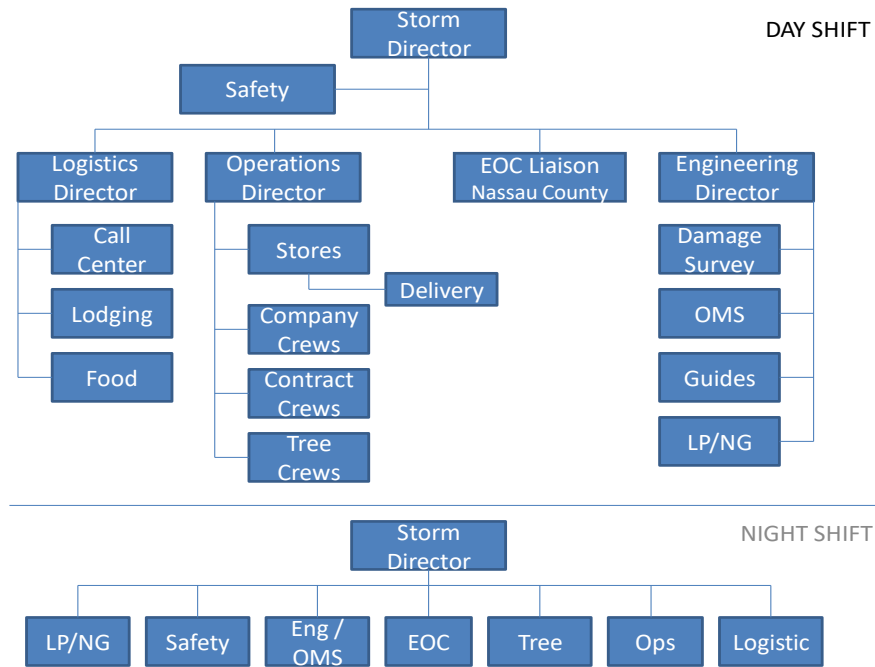 Storm
Director
DAY SHIFT
Safety
Logistics
Director
Operations
Director
EOC Liaison
Nassau County
Engineering
Director
Call
Center
Stores
Damage
Survey
Delivery
Lodging
Company
Crews
OMS
Food
Contract
Crews
Guides
Tree
Crews
LP/NG
NIGHT SHIFT
Storm
Director
LP/NG
Safety
Eng /
OMS
EOC
Tree
Ops
Logistic